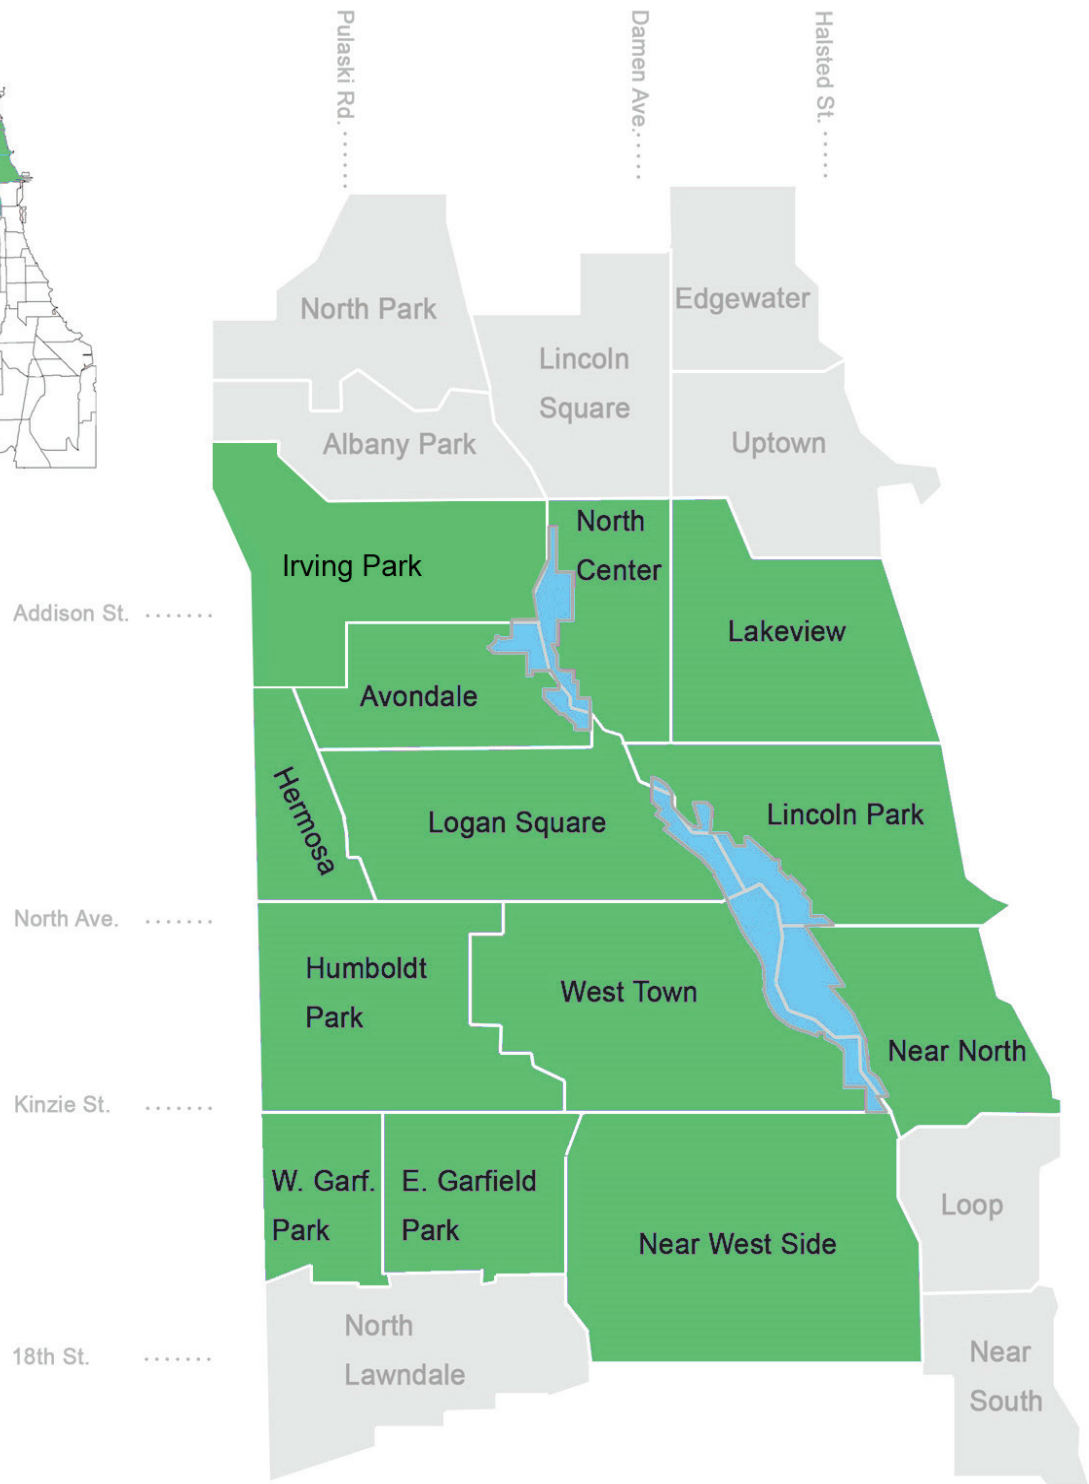 Pulaski Rd.
Damen Ave.
Halsted St.
North Park
Edgewater
Lincoln
Square
Albany Park
Uptown
North
Center
Irving Park
Addison St.
Lakeview
Avondale
Hermosa
Logan Square
Lincoln Park
North Ave.
Humboldt
Park
West Town
Near North
Kinzie St.
W. Garf.
Park
E. Garfield
Park
Loop
Near West Side
North
Lawndale
18th St.
Near
South